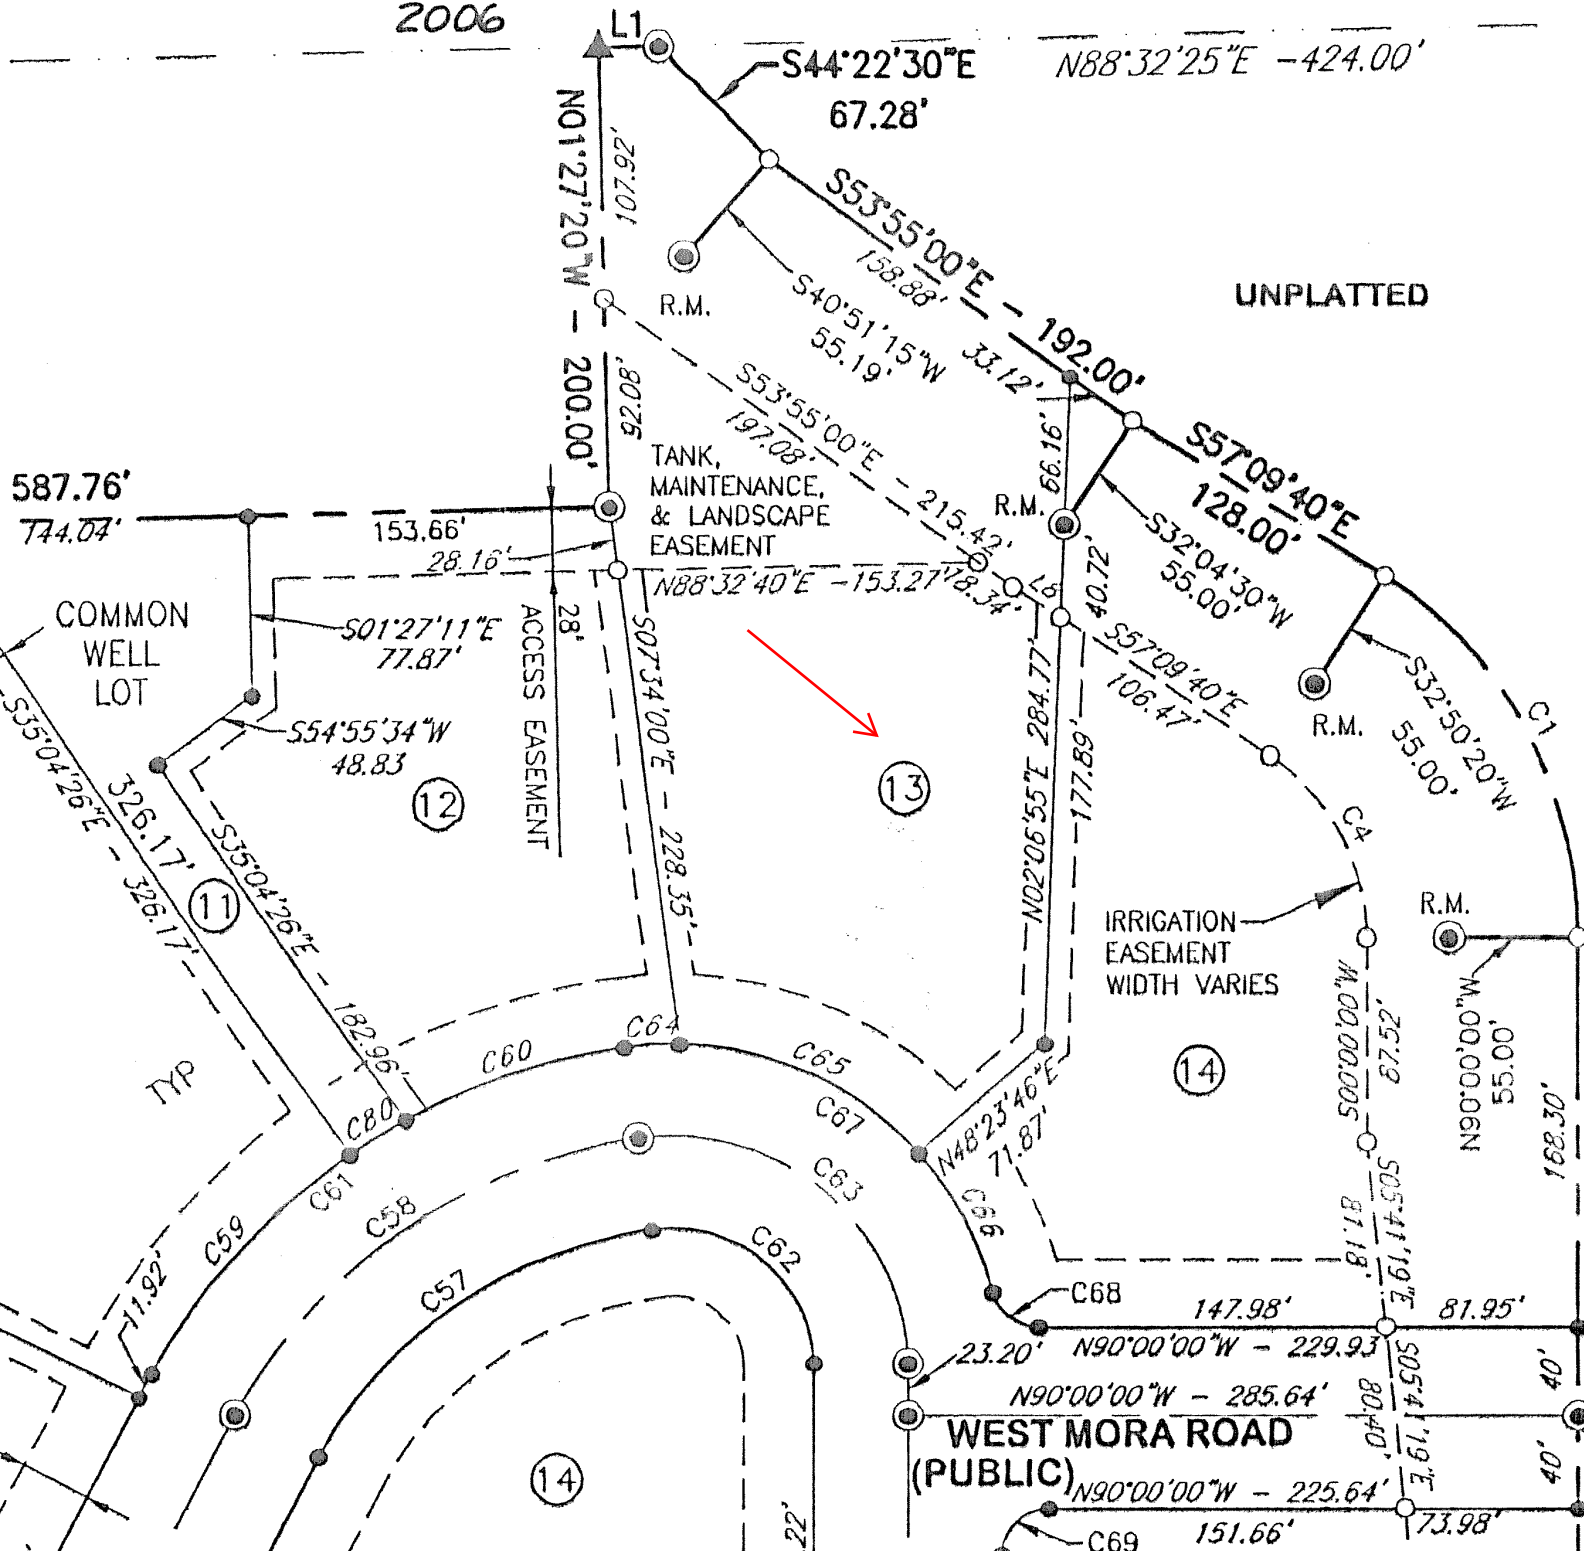 2006
L1
S44°22'30"E
67.28'
N88°32'25"E -424.00'
N01°27'20"W - 200.00'
107.92'
92.08'
S53°55'00"E - 192.00'
158.88'
33.12'
R.M.
S40°51'15"W
55.19'
UNPLATTED
S53°55'00"E - 215.42'
197.08'
18.34'
66.16'
S57°09'40"E
128.00'
R.M.
S32°04'30"W
55.00'
587.76'
744.04'
153.66'
28.16'
TANK,
MAINTENANCE,
& LANDSCAPE
EASEMENT
N88°32'40"E -153.27'
L8
40.72'
COMMON
WELL
LOT
S01°27'11"E
77.87'
28'
ACCESS EASEMENT
S54°55'34"W
48.83
S07°34'00"E - 228.35'
N02°06'55"E 284.77'
177.89'
S57°09'40"E
106.47'
R.M.
S32°50'20"W
55.00'
C1
C4
S35°04'26"E - 326.17'
326.17'
11
S35°04'26"E - 182.96'
12
13
IRRIGATION
EASEMENT
WIDTH VARIES
R.M.
N90°00'00"W
55.00'
S00°00'00"W
87.52'
168.30'
TYP
C60
C64
C65
C67
C80
C61
C59
C58
C63
C57
C62
C66
N48°23'46"E
71.87'
14
S05°41'19"E
81.18'
11.92'
C68
147.98'
81.95'
23.20'
N90°00'00"W - 229.93'
N90°00'00"W - 285.64'
WEST MORA ROAD
(PUBLIC)
S05°41'19"E
80.40'
40'
40'
14
22'
N90°00'00"W - 225.64'
151.66'
73.98'
C69